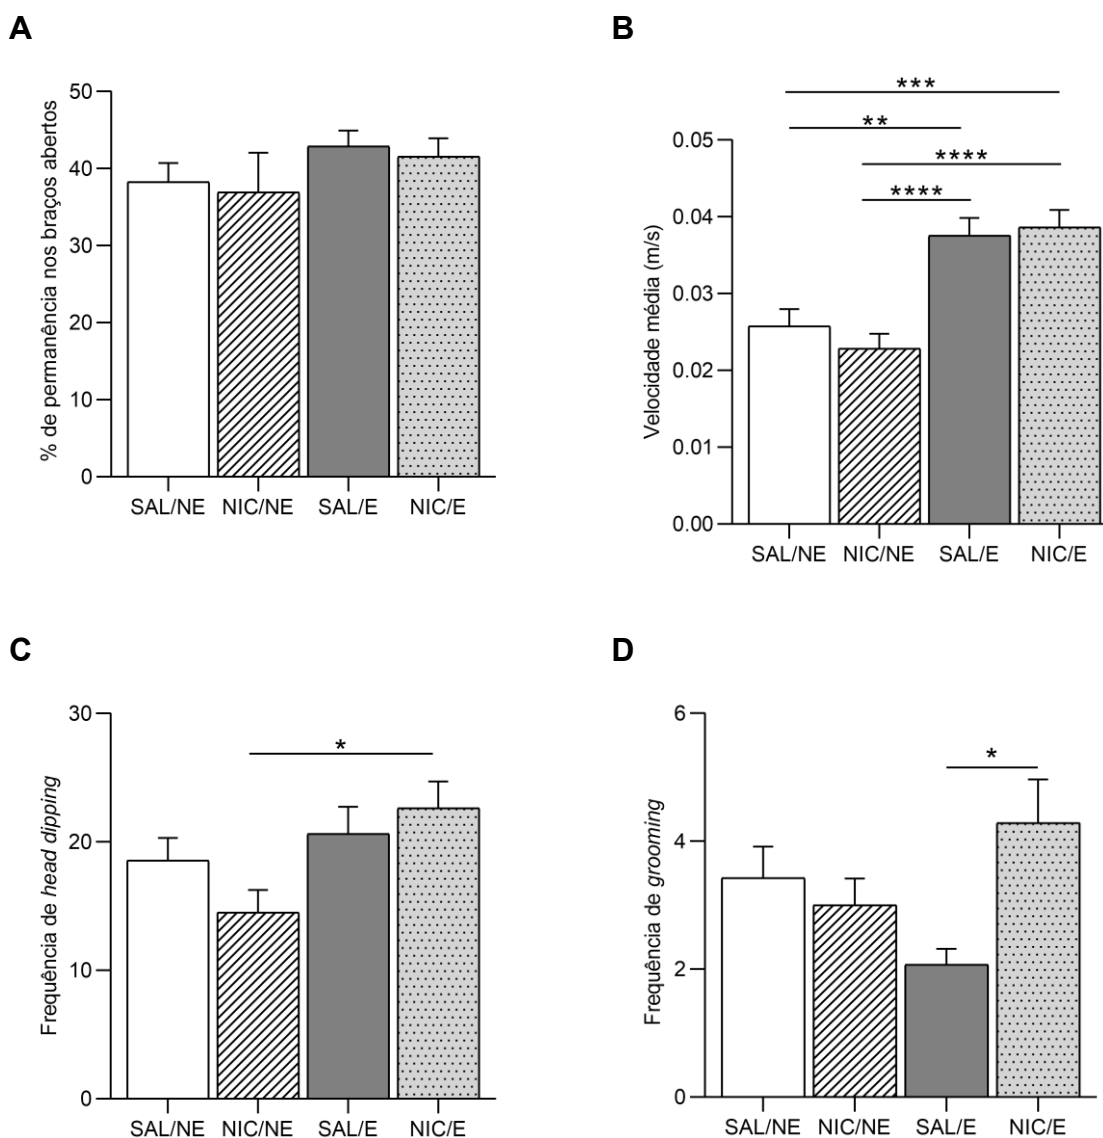 A
% de permanência nos braços abertos
50
40
30
20
10
0
SAL/NE NIC/NE SAL/E NIC/E
B
Velocidade média (m/s)
***
**
****
****
0.05
0.04
0.03
0.02
0.01
0.00
SAL/NE NIC/NE SAL/E NIC/E
C
Frequência de head dipping
30
20
10
0
*
SAL/NE NIC/NE SAL/E NIC/E
D
Frequência de grooming
6
4
2
0
*
SAL/NE NIC/NE SAL/E NIC/E